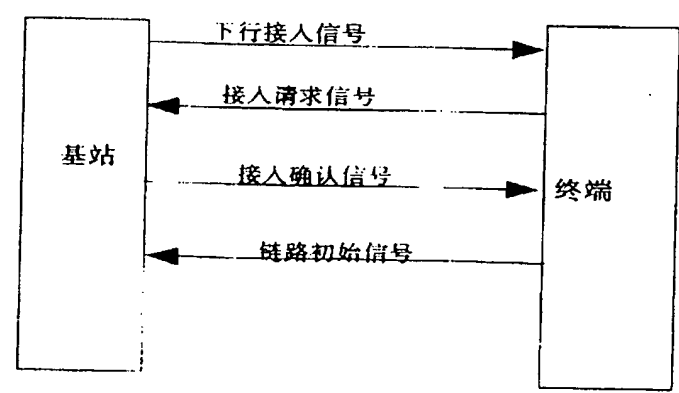 下行接入信号
接入请求信号
基站
接入确认信号
终端
链路初始信号